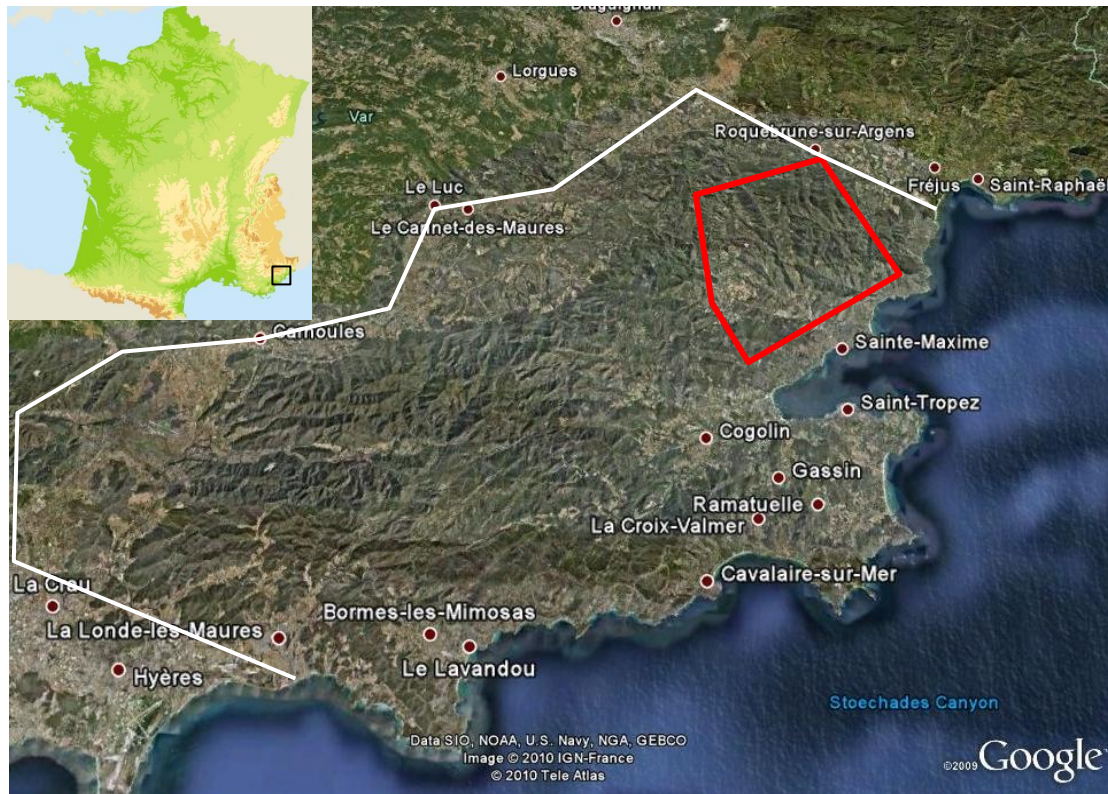 Draguignan
Lorgues
Var
Roquebrune-sur-Argens
Fréjus
Saint-Raphaël
Le Luc
Le Cannet-des-Maures
Carnoules
Sainte-Maxime
Saint-Tropez
Cogolin
Gassin
Ramatuelle
La Croix-Valmer
Cavalaire-sur-Mer
La Crau
Bormes-les-Mimosas
La Londe-les-Maures
Le Lavandou
Hyères
Stoechades Canyon
Data SIO, NOAA, U.S. Navy, NGA, GEBCO
Image © 2010 IGN-France
© 2010 Tele Atlas
©2009 Google